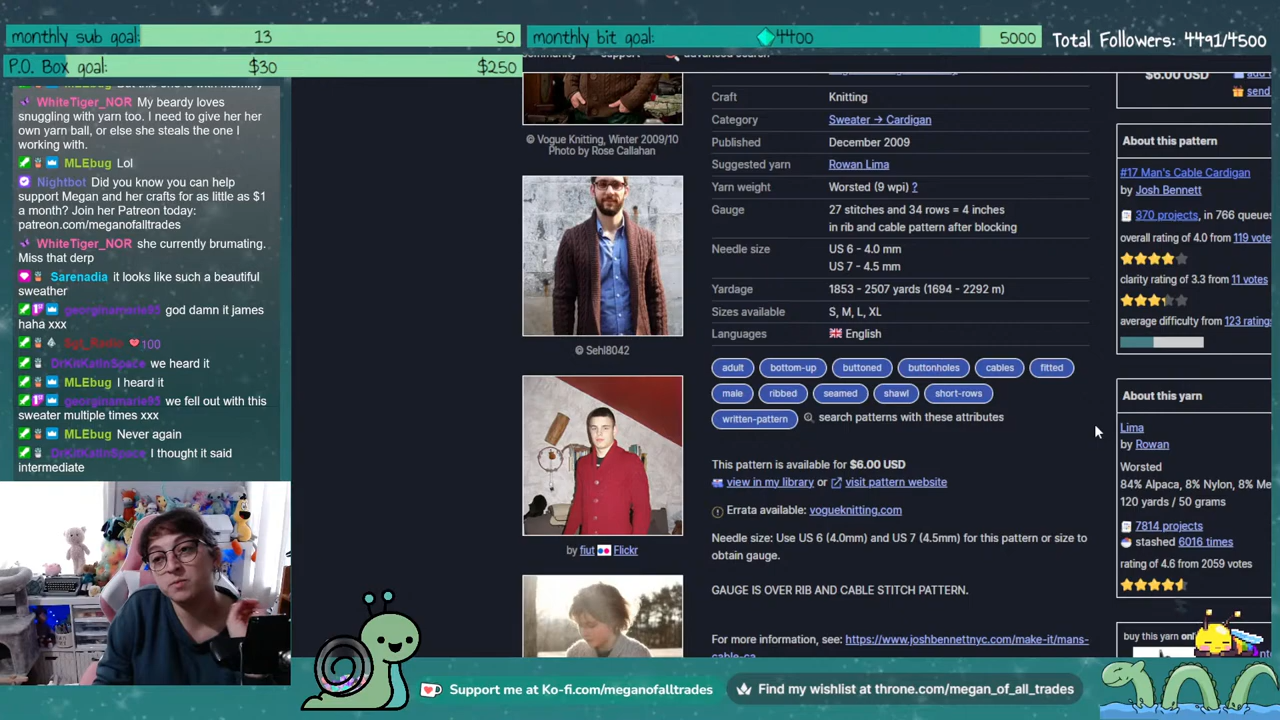 monthly sub goal:
13
50
monthly bit goal:
4400
5000
Total Followers: 4491/4500
P.O. Box goal:
$30
$250
WhiteTiger_NOR My beardy loves
snuggling with yarn too. I need to give her her
own yarn ball, or else she steals the one I
working with.
MLEbug Lol
Nightbot Did you know you can help
support Megan and her crafts for as little as $1
a month? Join her Patreon today:
patreon.com/meganofalltrades
WhiteTiger_NOR she currently brumating.
Miss that derp
Sarenadia it looks like such a beautiful
sweather
georginamarie95 god damn it james
haha xxx
Sgt_Radin 100
DrKitKatInSpace we heard it
MLEbug I heard it
georginamarie95 we fell out with this
sweater multiple times xxx
MLEbug Never again
DrKitKatInSpace I thought it said
intermediate
© Vogue Knitting, Winter 2009/10
Photo by Rose Callahan
© Sehl8042
by fiut Flickr
Craft
Knitting
Category
Sweater → Cardigan
Published
December 2009
Suggested yarn
Rowan Lima
Yarn weight
Worsted (9 wpi) ?
Gauge
27 stitches and 34 rows = 4 inches
in rib and cable pattern after blocking
Needle size
US 6 - 4.0 mm
US 7 - 4.5 mm
Yardage
1853 - 2507 yards (1694 - 2292 m)
Sizes available
S, M, L, XL
Languages
English
adult bottom-up buttoned buttonholes cables fitted
male ribbed seamed shawl short-rows
written-pattern search patterns with these attributes
This pattern is available for $6.00 USD
view in my library or visit pattern website
Errata available: vogueknitting.com
Needle size: Use US 6 (4.0mm) and US 7 (4.5mm) for this pattern or size to
obtain gauge.
GAUGE IS OVER RIB AND CABLE STITCH PATTERN.
For more information, see: https://www.joshbennettnyc.com/make-it/mans-
$6.00 USD
send
About this pattern
#17 Man's Cable Cardigan
by Josh Bennett
370 projects, in 766 queues
overall rating of 4.0 from 119 vote
clarity rating of 3.3 from 11 votes
average difficulty from 123 ratings
About this yarn
Lima
by Rowan
Worsted
84% Alpaca, 8% Nylon, 8% Me
120 yards / 50 grams
7814 projects
stashed 6016 times
rating of 4.6 from 2059 votes
buy this yarn
Support me at Ko-fi.com/meganofalltrades
Find my wishlist at throne.com/megan_of_all_trades